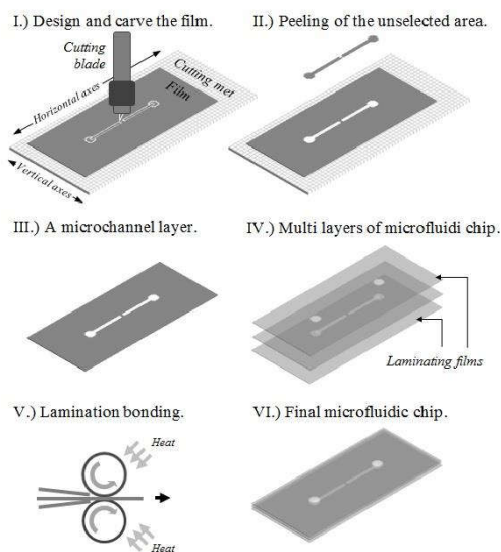 I.) Design and carve the film.
II.) Peeling of the unselected area.
Cutting
blade
Cutting met
Film
Horizontal axes
Vertical axes
III.) A microchannel layer.
IV.) Multi layers of microfluidi chip.
Laminating films
V.) Lamination bonding.
VI.) Final microfluidic chip.
Heat
Heat